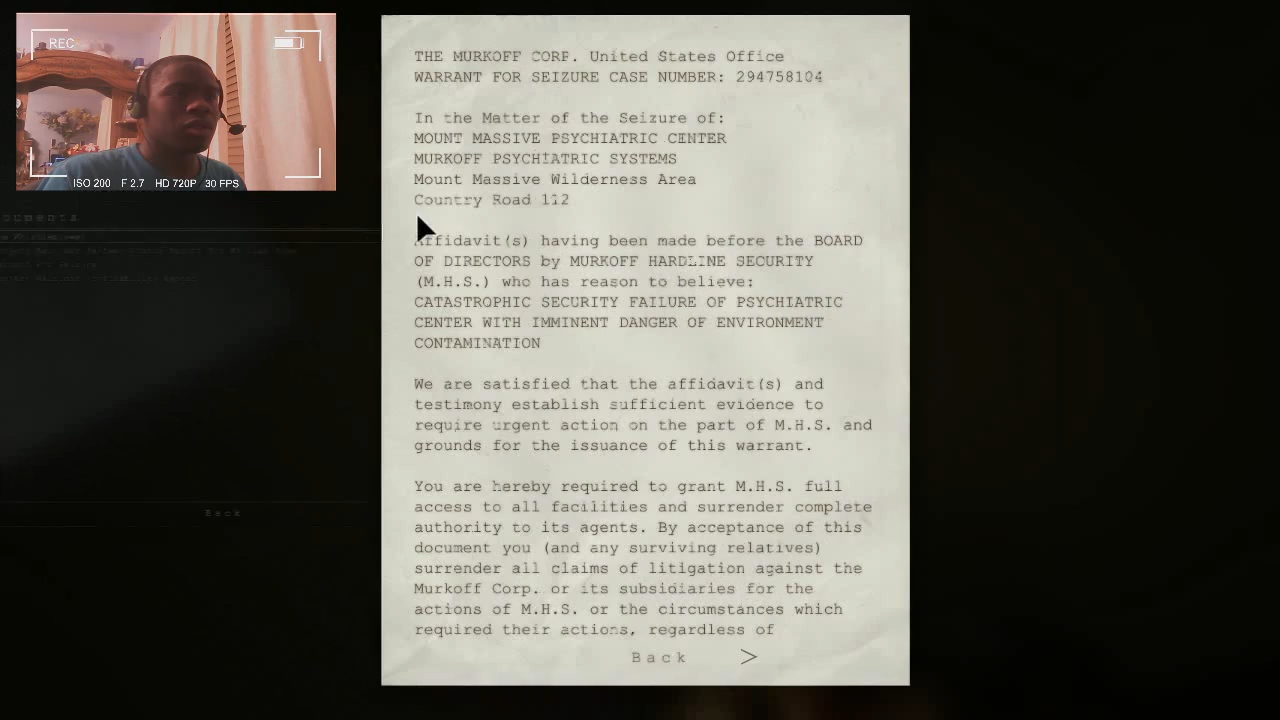 REC
ISO 200 F 2.7 HD 720P 30 FPS
THE MURKOFF CORP. United States Office
WARRANT FOR SEIZURE CASE NUMBER: 294758104
In the Matter of the Seizure of:
MOUNT MASSIVE PSYCHIATRIC CENTER
MURKOFF PSYCHIATRIC SYSTEMS
Mount Massive Wilderness Area
Country Road 112
Affidavit(s) having been made before the BOARD
OF DIRECTORS by MURKOFF HARDLINE SECURITY
(M.H.S.) who has reason to believe:
CATASTROPHIC SECURITY FAILURE OF PSYCHIATRIC
CENTER WITH IMMINENT DANGER OF ENVIRONMENT
CONTAMINATION
We are satisfied that the affidavit(s) and
testimony establish sufficient evidence to
require urgent action on the part of M.H.S. and
grounds for the issuance of this warrant.
You are hereby required to grant M.H.S. full
access to all facilities and surrender complete
authority to its agents. By acceptance of this
document you (and any surviving relatives)
surrender all claims of litigation against the
Murkoff Corp. or its subsidiaries for the
actions of M.H.S. or the circumstances which
required their actions, regardless of
Back >
Back